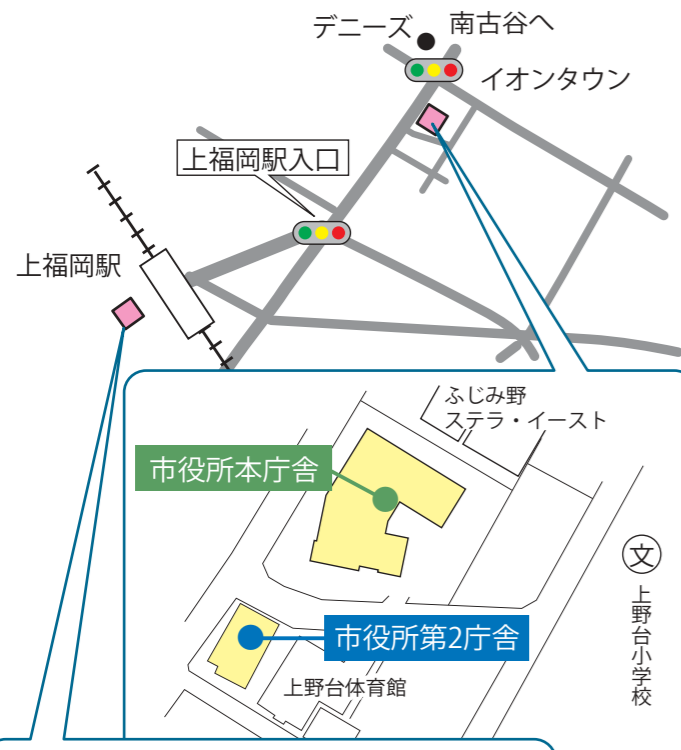 デニーズ
南古谷へ
イオンタウン
上福岡駅入口
上福岡駅
ふじみ野
ステラ・イースト
市役所本庁舎
文
上野台小学校
市役所第2庁舎
上野台体育館